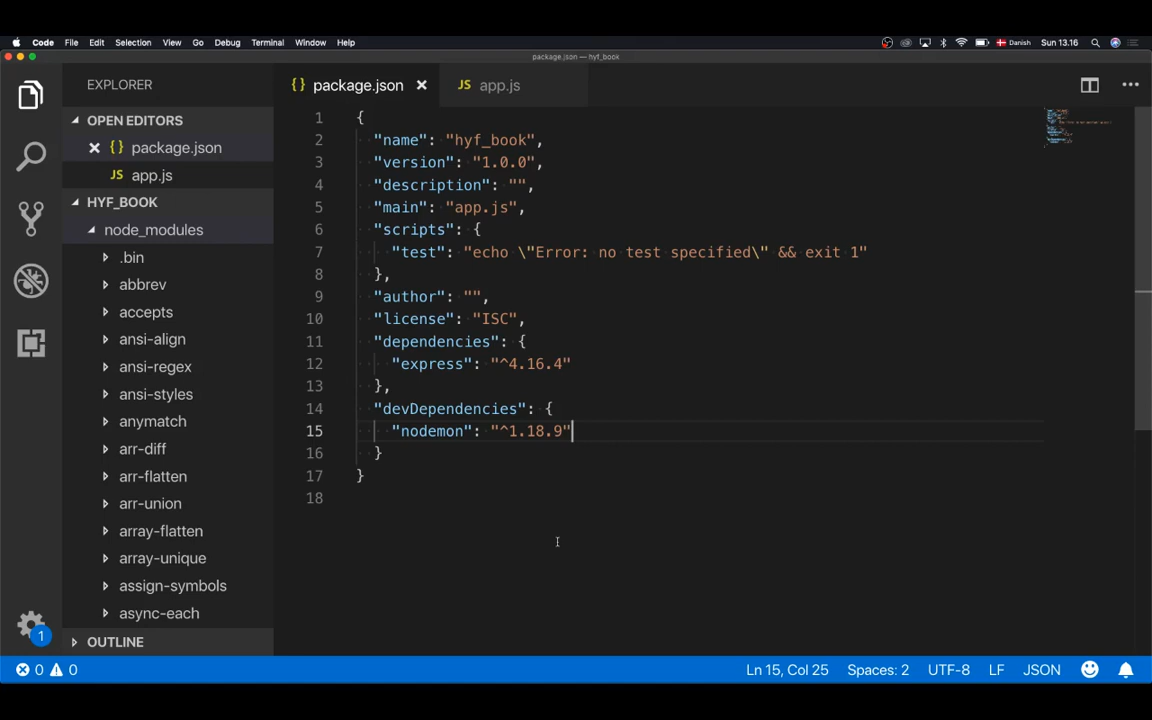 Code File Edit Selection View Go Debug Terminal Window Help Danish Sun 13.16
package.json — hyf_book
EXPLORER
OPEN EDITORS
{} package.json
JS app.js
HYF_BOOK
node_modules
.bin
abbrev
accepts
ansi-align
ansi-regex
ansi-styles
anymatch
arr-diff
arr-flatten
arr-union
array-flatten
array-unique
assign-symbols
async-each
OUTLINE
1
{} package.json JS app.js
1 {
2 "name": "hyf_book",
3 "version": "1.0.0",
4 "description": "",
5 "main": "app.js",
6 "scripts": {
7 "test": "echo \"Error: no test specified\" && exit 1"
8 },
9 "author": "",
10 "license": "ISC",
11 "dependencies": {
12 "express": "^4.16.4"
13 },
14 "devDependencies": {
15 "nodemon": "^1.18.9"
16 }
17 }
18
0 0 Ln 15, Col 25 Spaces: 2 UTF-8 LF JSON